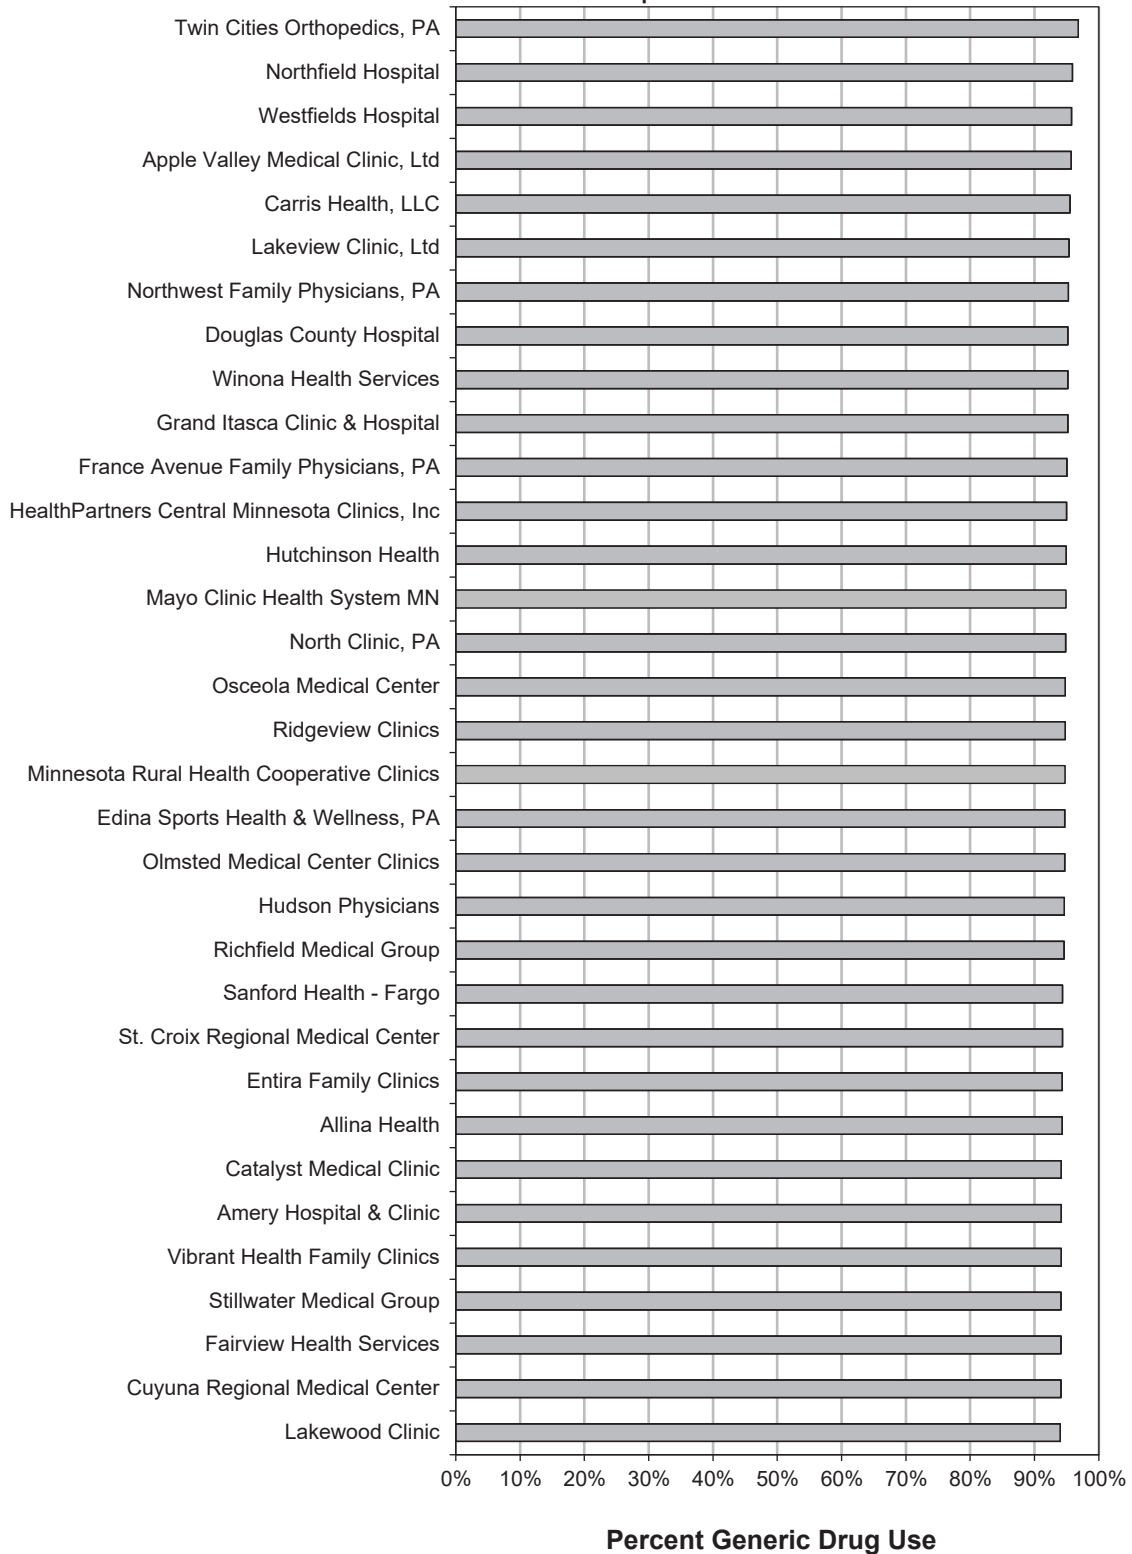 Twin Cities Orthopedics, PA
Northfield Hospital
Westfields Hospital
Apple Valley Medical Clinic, Ltd
Carris Health, LLC
Lakeview Clinic, Ltd
Northwest Family Physicians, PA
Douglas County Hospital
Winona Health Services
Grand Itasca Clinic & Hospital
France Avenue Family Physicians, PA
HealthPartners Central Minnesota Clinics, Inc
Hutchinson Health
Mayo Clinic Health System MN
North Clinic, PA
Osceola Medical Center
Ridgeview Clinics
Minnesota Rural Health Cooperative Clinics
Edina Sports Health & Wellness, PA
Olmsted Medical Center Clinics
Hudson Physicians
Richfield Medical Group
Sanford Health - Fargo
St. Croix Regional Medical Center
Entira Family Clinics
Allina Health
Catalyst Medical Clinic
Amery Hospital & Clinic
Vibrant Health Family Clinics
Stillwater Medical Group
Fairview Health Services
Cuyuna Regional Medical Center
Lakewood Clinic
0% 10% 20% 30% 40% 50% 60% 70% 80% 90% 100%
Percent Generic Drug Use